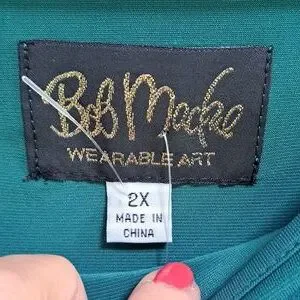 Bob Mackie
WEARABLE ART
2X
MADE IN
CHINA